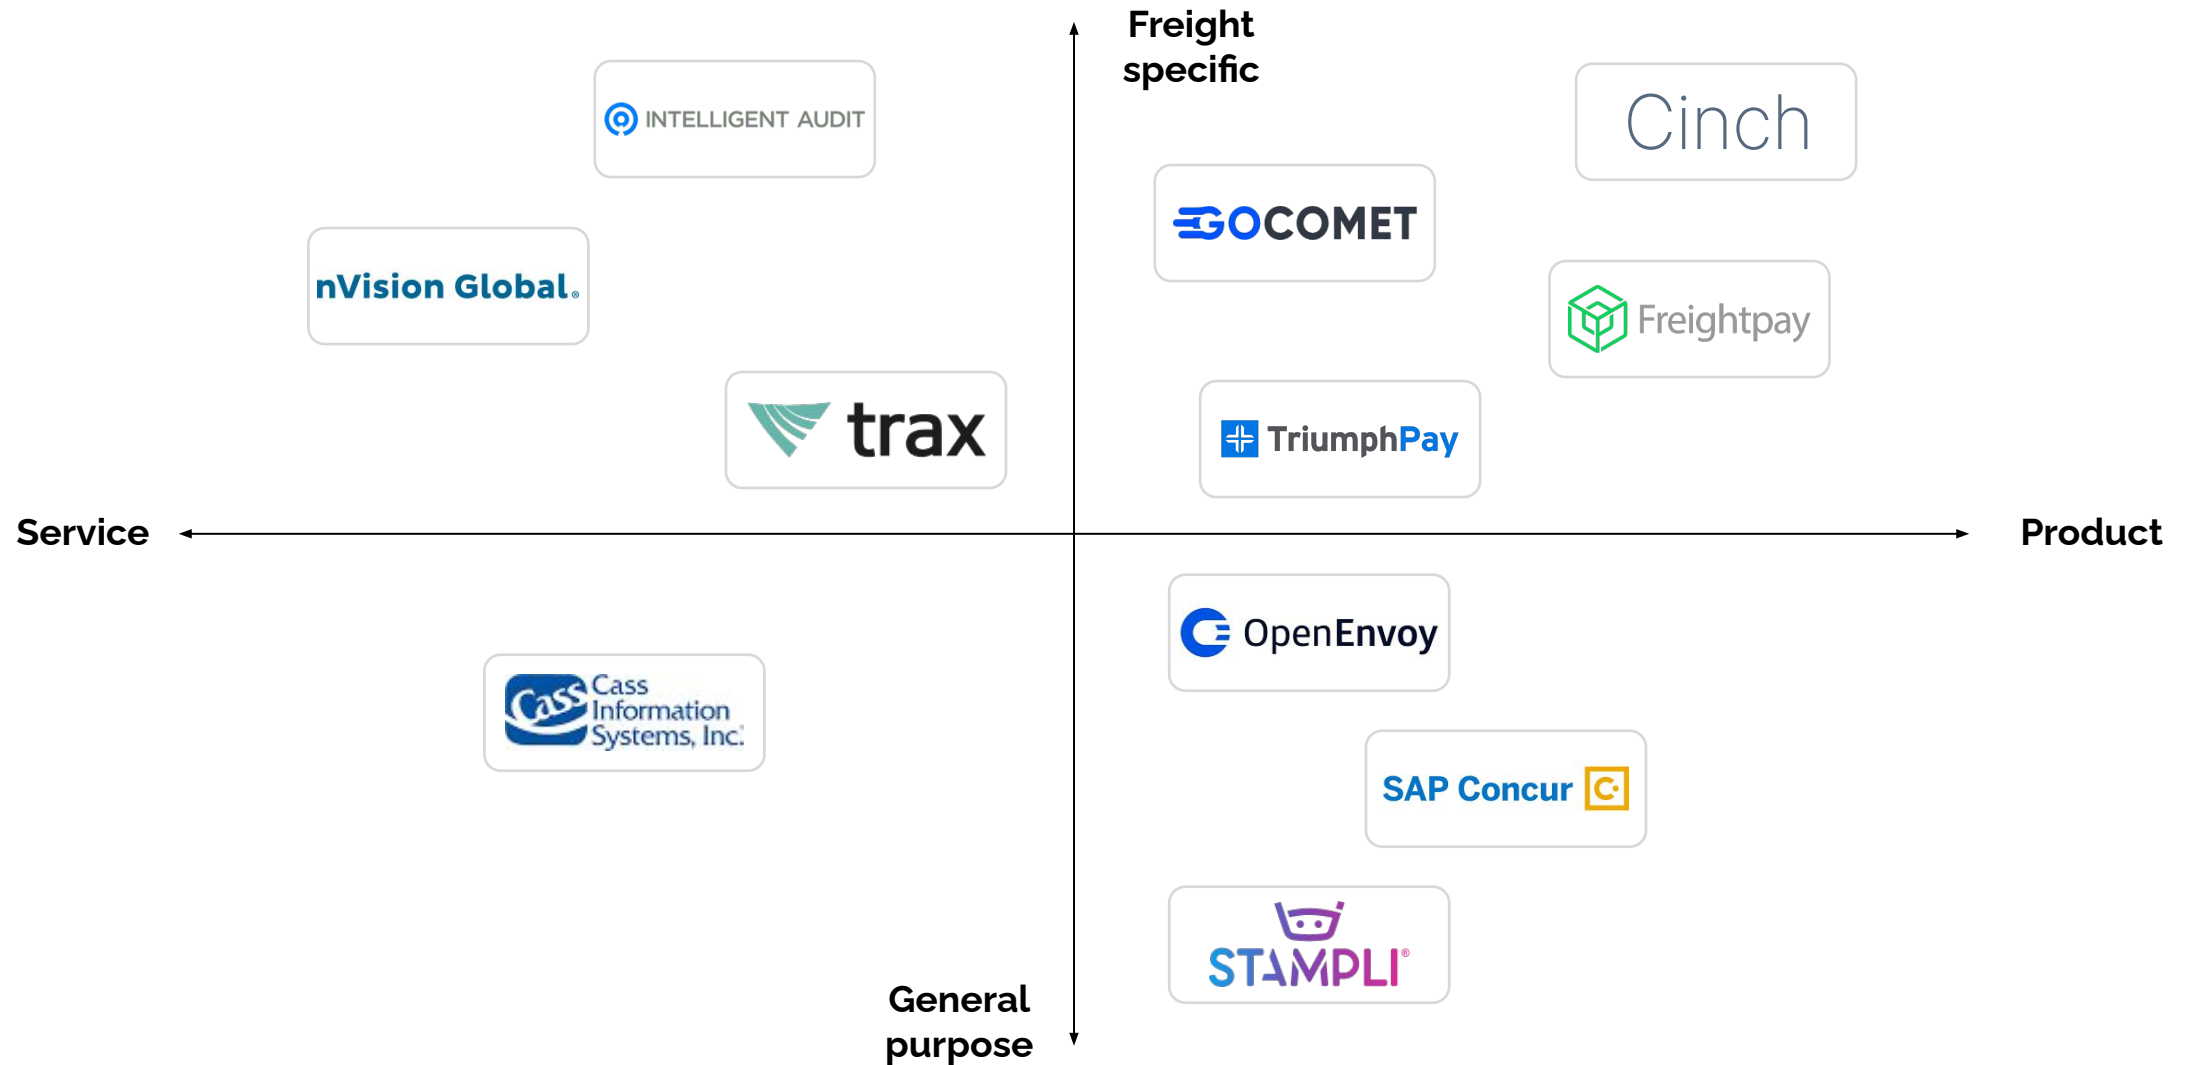 Freight
specific
INTELLIGENT AUDIT
Cinch
GOCOMET
nVision Global®
Freightpay
trax
TriumphPay
Service
Product
OpenEnvoy
Cass
Cass
Information
Systems, Inc.
SAP Concur C
STAMPLI®
General
purpose